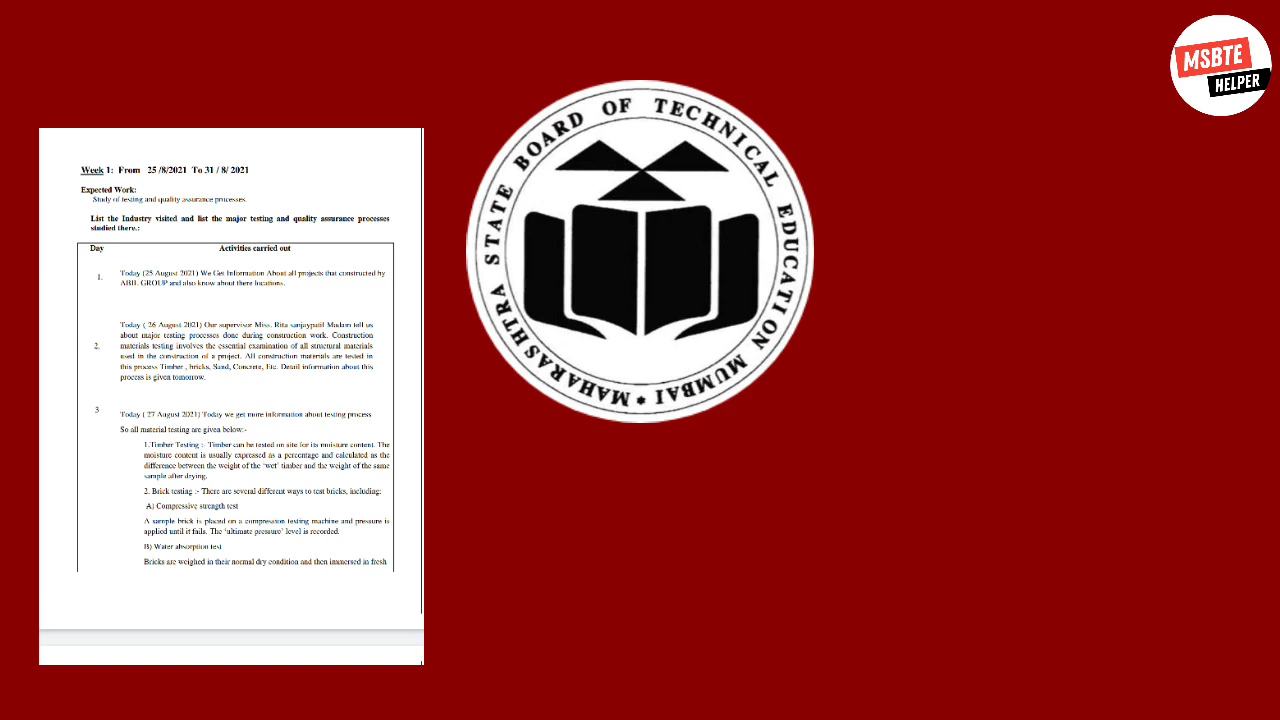 MSBTE
HELPER
MAHARASHTRA STATE BOARD OF TECHNICAL EDUCATION MUMBAI *
Week 1: From 25 /8/2021 To 31 / 8/ 2021
Expected Work:
Study of testing and quality assurance processes.
List the Industry visited and list the major testing and quality assurance processes
studied there.:
Day Activities carried out
1. Today (25 August 2021) We Get Information About all projects that constructed by
ABIL GROUP and also know about there locations.
Today ( 26 August 2021) Our supervisor Miss. Rita sanjaypatil Madam tell us
about major testing processes done during construction work. Construction
2. materials testing involves the essential examination of all structural materials
used in the construction of a project. All construction materials are tested in
this process Timber , bricks, Sand, Concrete, Etc. Detail information about this
process is given tomorrow.
3 Today ( 27 August 2021) Today we get more information about testing process
So all material testing are given below:-
1.Timber Testing :- Timber can be tested on site for its moisture content. The
moisture content is usually expressed as a percentage and calculated as the
difference between the weight of the 'wet' timber and the weight of the same
sample after drying.
2. Brick testing :- There are several different ways to test bricks, including:
A) Compressive strength test
A sample brick is placed on a compression testing machine and pressure is
applied until it fails. The 'ultimate pressure' level is recorded.
B) Water absorption test
Bricks are weighed in their normal dry condition and then immersed in fresh